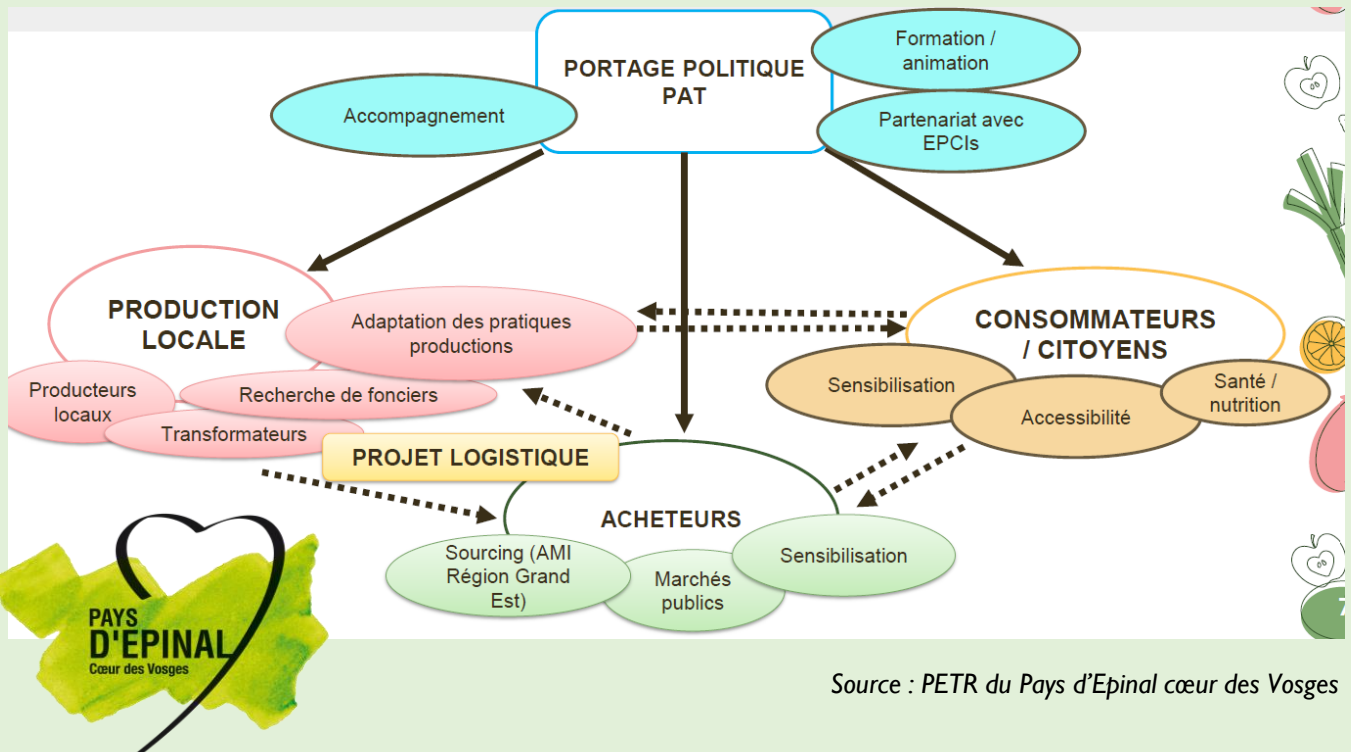 PORTAGE POLITIQUE
PAT
Formation /
animation
Accompagnement
Partenariat avec
EPCIs
PRODUCTION
LOCALE
Adaptation des pratiques
productions
Producteurs
locaux
Recherche de fonciers
Transformateurs
CONSOMMATEURS
/ CITOYENS
Sensibilisation
Accessibilité
Santé /
nutrition
PROJET LOGISTIQUE
ACHETEURS
Sourcing (AMI
Région Grand
Est)
Marchés
publics
Sensibilisation
7
PAYS
D'EPINAL
Cœur des Vosges
Source : PETR du Pays d'Epinal cœur des Vosges